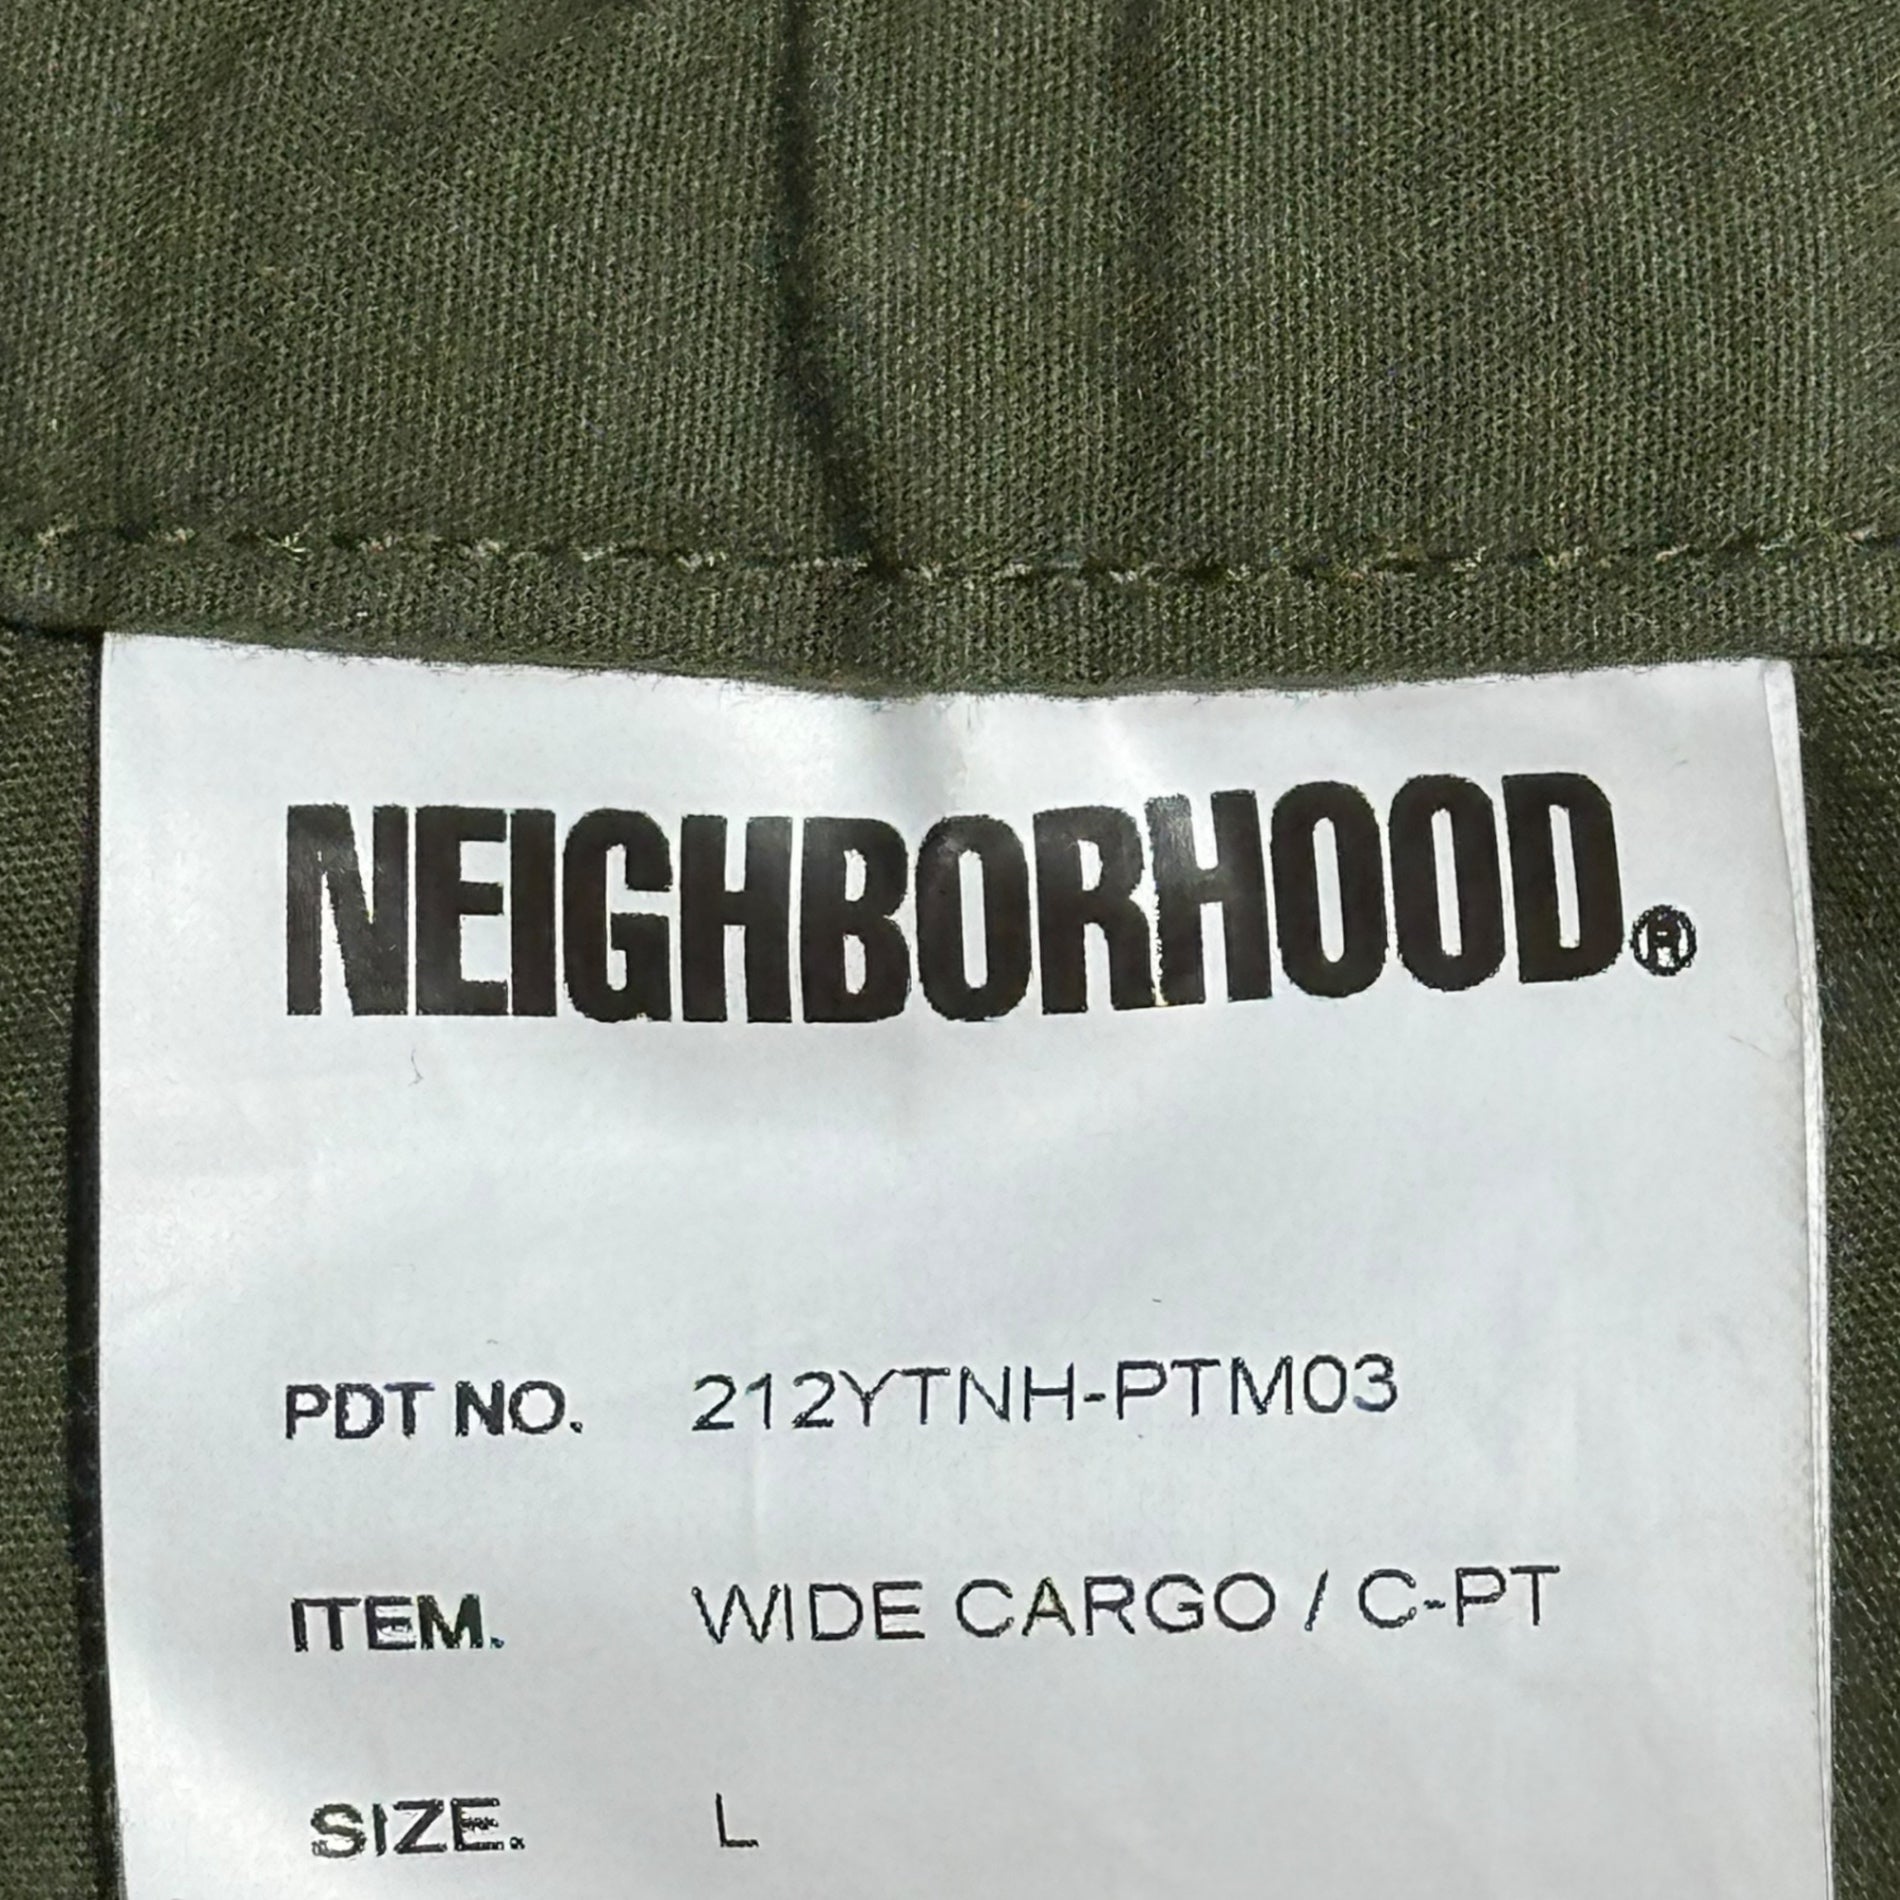 NEIGHBORHOOD®
PDT NO. 212YTNH-PTM03
ITEM. WIDE CARGO / C-PT
SIZE. L